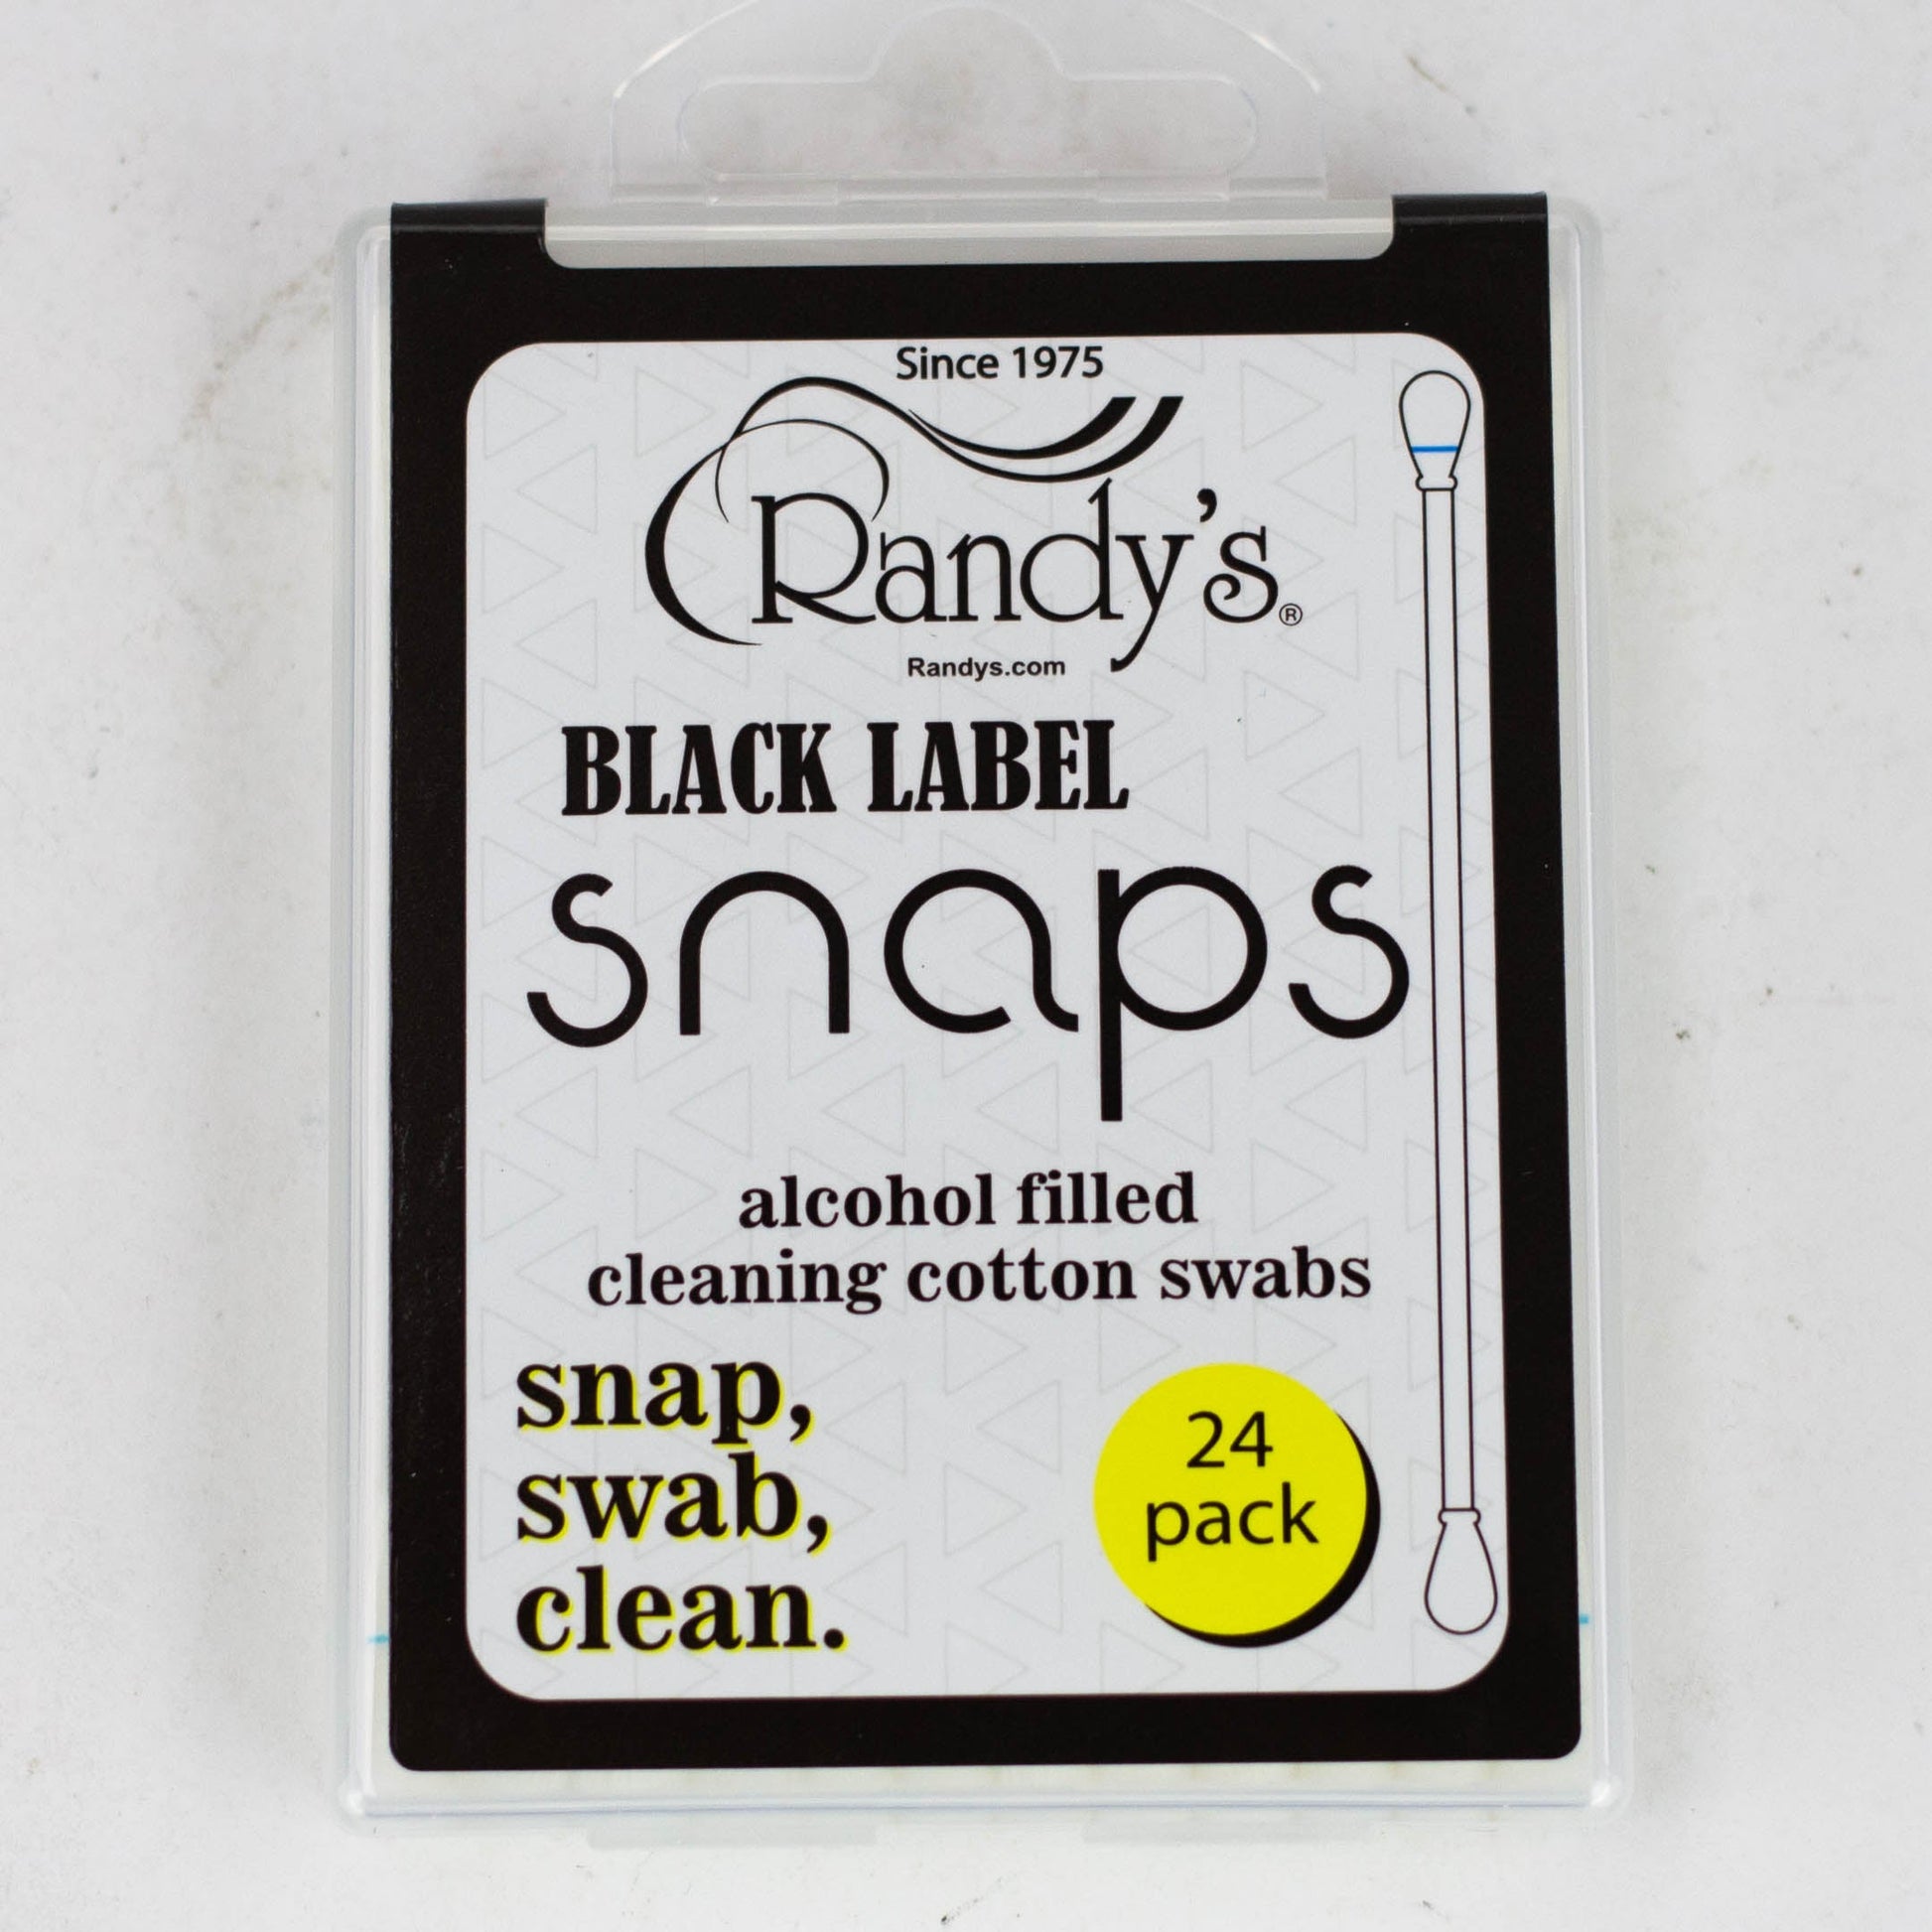 Since 1975
Randy's®
Randys.com
BLACK LABEL
snaps
alcohol filled
cleaning cotton swabs
snap,
swab,
clean.
24
pack